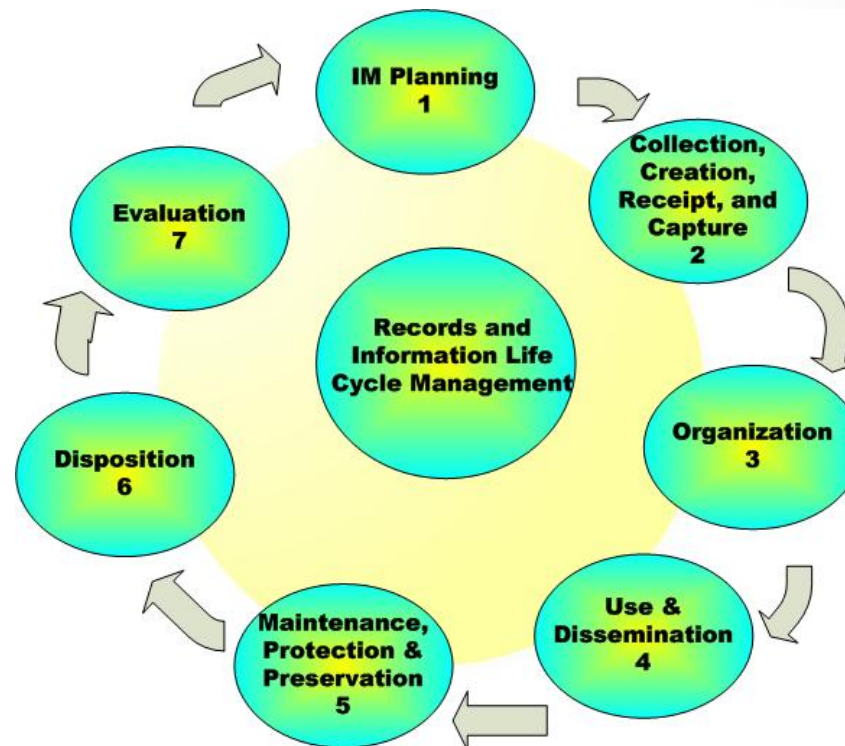 IM Planning
1
Collection,
Creation,
Receipt, and
Capture
2
Organization
3
Use &
Dissemination
4
Maintenance,
Protection &
Preservation
5
Disposition
6
Evaluation
7
Records and
Information Life
Cycle Management